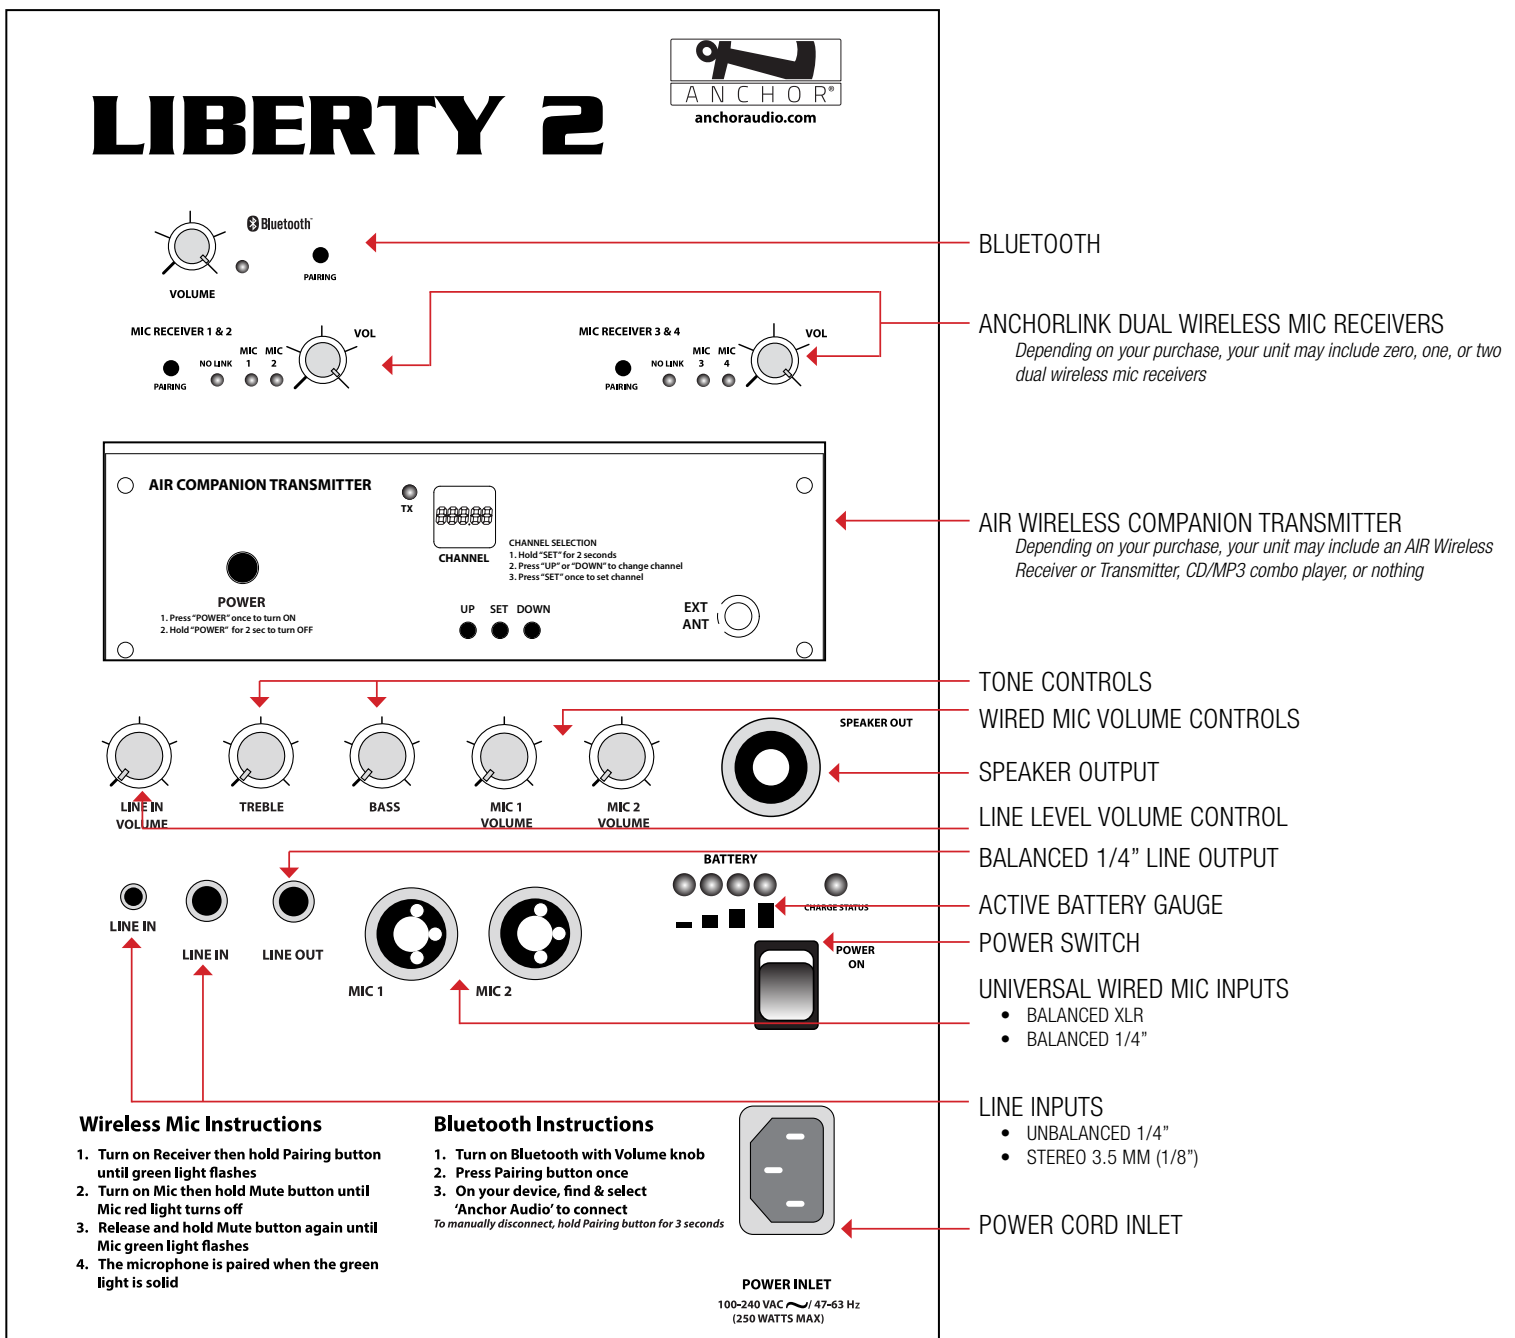 LIBERTY 2
ANCHOR®
anchoraudio.com
Bluetooth™
VOLUME
PAIRING
BLUETOOTH
MIC RECEIVER 1 & 2
VOL
PAIRING
NO LINK
MIC 1
MIC 2
MIC RECEIVER 3 & 4
VOL
PAIRING
NO LINK
MIC 3
MIC 4
ANCHORLINK DUAL WIRELESS MIC RECEIVERS
Depending on your purchase, your unit may include zero, one, or two
dual wireless mic receivers
AIR COMPANION TRANSMITTER
TX
888.88
CHANNEL
CHANNEL SELECTION
1. Hold “SET” for 2 seconds
2. Press “UP” or “DOWN” to change channel
3. Press “SET” once to set channel
POWER
1. Press “POWER” once to turn ON
2. Hold “POWER” for 2 sec to turn OFF
UP SET DOWN
EXT
ANT
AIR WIRELESS COMPANION TRANSMITTER
Depending on your purchase, your unit may include an AIR Wireless
Receiver or Transmitter, CD/MP3 combo player, or nothing
TONE CONTROLS
WIRED MIC VOLUME CONTROLS
SPEAKER OUT
SPEAKER OUTPUT
LINE IN
VOLUME
TREBLE
BASS
MIC 1
VOLUME
MIC 2
VOLUME
LINE LEVEL VOLUME CONTROL
BALANCED 1/4” LINE OUTPUT
BATTERY
CHARGE STATUS
ACTIVE BATTERY GAUGE
POWER SWITCH
POWER
ON
LINE IN
LINE IN
LINE OUT
MIC 1
MIC 2
UNIVERSAL WIRED MIC INPUTS
• BALANCED XLR
• BALANCED 1/4”
LINE INPUTS
• UNBALANCED 1/4”
• STEREO 3.5 MM (1/8”)
Wireless Mic Instructions
1. Turn on Receiver then hold Pairing button
until green light flashes
2. Turn on Mic then hold Mute button until
Mic red light turns off
3. Release and hold Mute button again until
Mic green light flashes
4. The microphone is paired when the green
light is solid
Bluetooth Instructions
1. Turn on Bluetooth with Volume knob
2. Press Pairing button once
3. On your device, find & select
‘Anchor Audio’ to connect
To manually disconnect, hold Pairing button for 3 seconds
POWER CORD INLET
POWER INLET
100-240 VAC ~/ 47-63 Hz
(250 WATTS MAX)